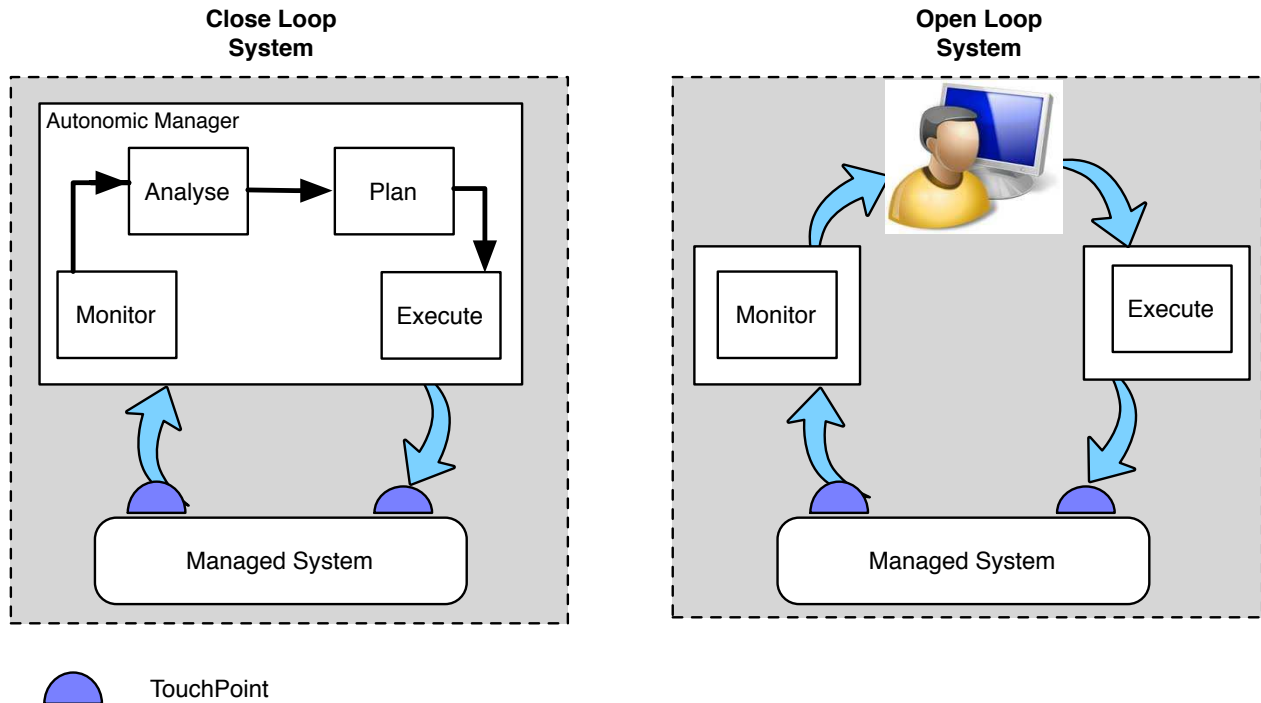 Close Loop
System
Autonomic Manager
Analyse
Plan
Monitor
Execute
Managed System
Open Loop
System
Monitor
Execute
Managed System
TouchPoint